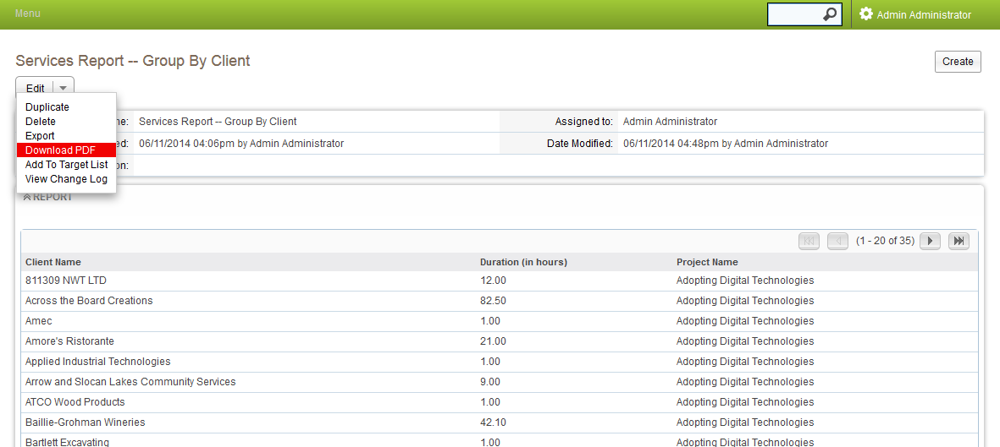 Menu
Admin Administrator
Services Report -- Group By Client
Create
Edit
Duplicate
Delete
Export
Download PDF
Add To Target List
View Change Log
ne: Services Report -- Group By Client Assigned to: Admin Administrator
ed: 06/11/2014 04:06pm by Admin Administrator Date Modified: 06/11/2014 04:48pm by Admin Administrator
on:
REPORT
(1 - 20 of 35)
Client Name Duration (in hours) Project Name
811309 NWT LTD 12.00 Adopting Digital Technologies
Across the Board Creations 82.50 Adopting Digital Technologies
Amec 1.00 Adopting Digital Technologies
Amore's Ristorante 21.00 Adopting Digital Technologies
Applied Industrial Technologies 1.00 Adopting Digital Technologies
Arrow and Slocan Lakes Community Services 9.00 Adopting Digital Technologies
ATCO Wood Products 1.00 Adopting Digital Technologies
Baillie-Grohman Wineries 42.10 Adopting Digital Technologies
Bartlett Excavating 1.00 Adopting Digital Technologies